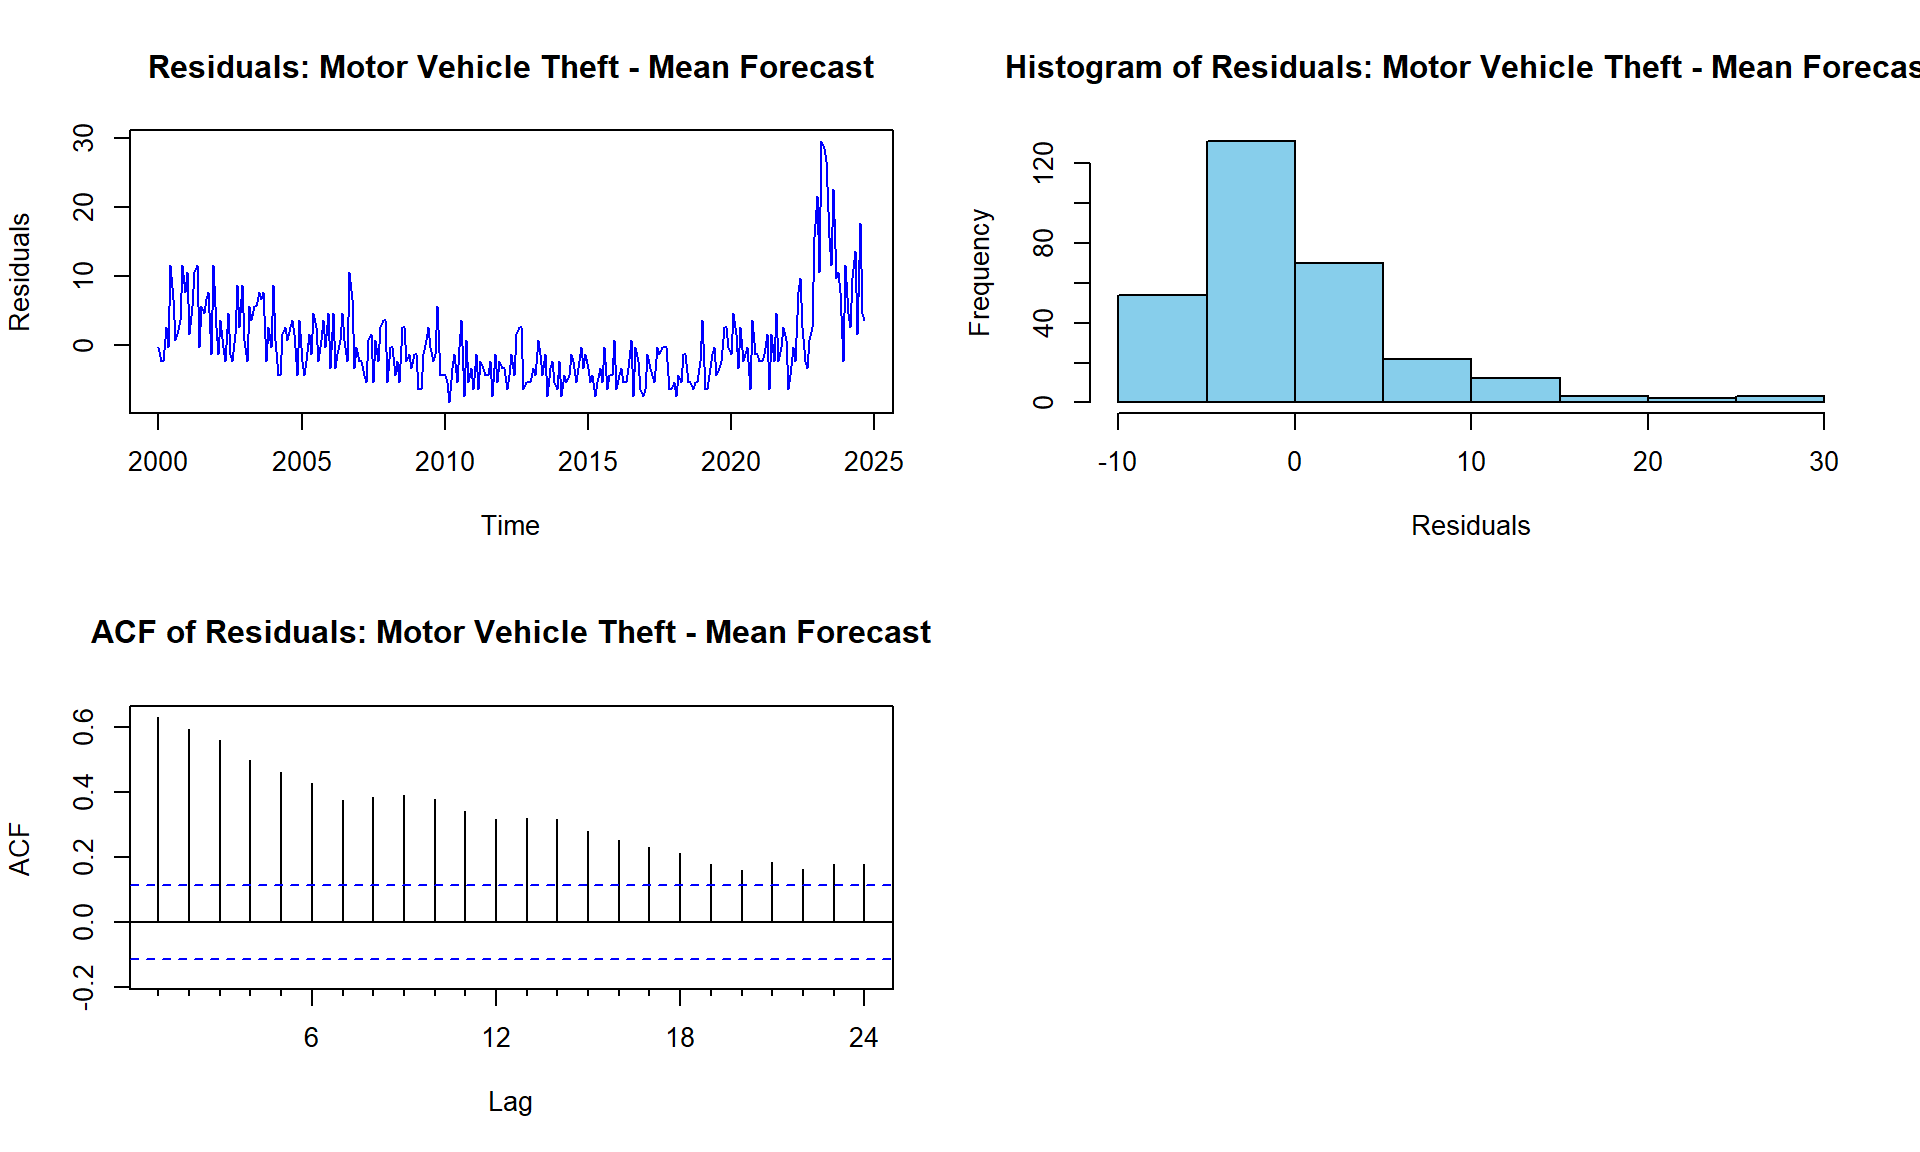 Residuals: Motor Vehicle Theft - Mean Forecast
Residuals
30
20
10
0
2000 2005 2010 2015 2020 2025
Time
Histogram of Residuals: Motor Vehicle Theft - Mean Forecas
Frequency
120
80
40
0
-10 0 10 20 30
Residuals
ACF of Residuals: Motor Vehicle Theft - Mean Forecast
ACF
0.6
0.4
0.2
0.0
-0.2
6 12 18 24
Lag